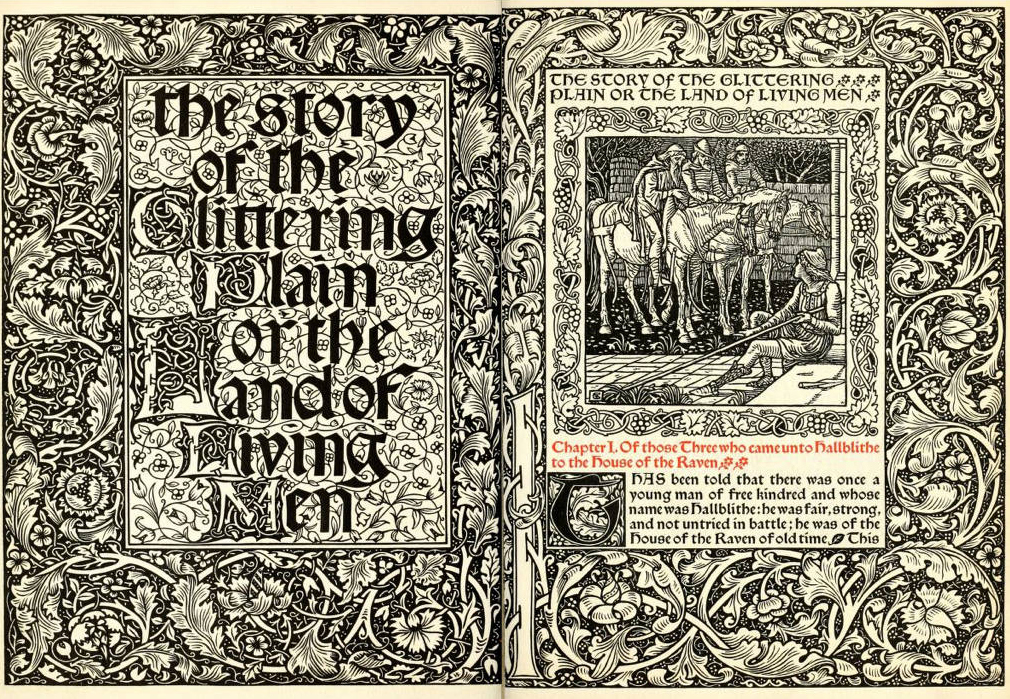 the story
of the
Glittering
Plain
or the
Land of
Living
Men
THE STORY OF THE GLITTERING
PLAIN OR THE LAND OF LIVING MEN
Chapter I. Of those Three who came unto Hallblithe
to the House of the Raven
IT HAS been told that there was once a
young man of free kindred and whose
name was Hallblithe: he was fair, strong,
and not untried in battle; he was of the
House of the Raven of old time. This